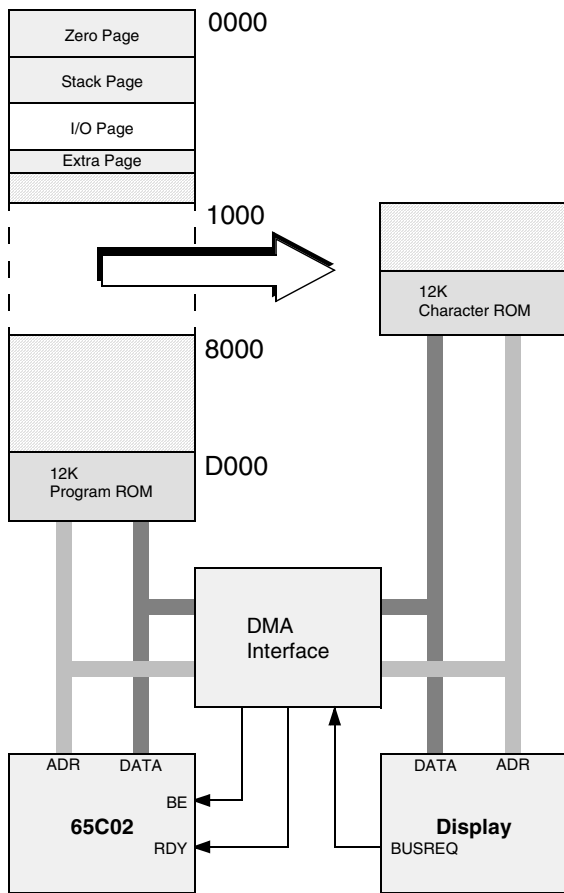 0000
Zero Page
Stack Page
I/O Page
Extra Page
1000
12K
Character ROM
8000
D000
12K
Program ROM
DMA
Interface
ADR DATA
BE
65C02
RDY
DATA ADR
Display
BUSREQ